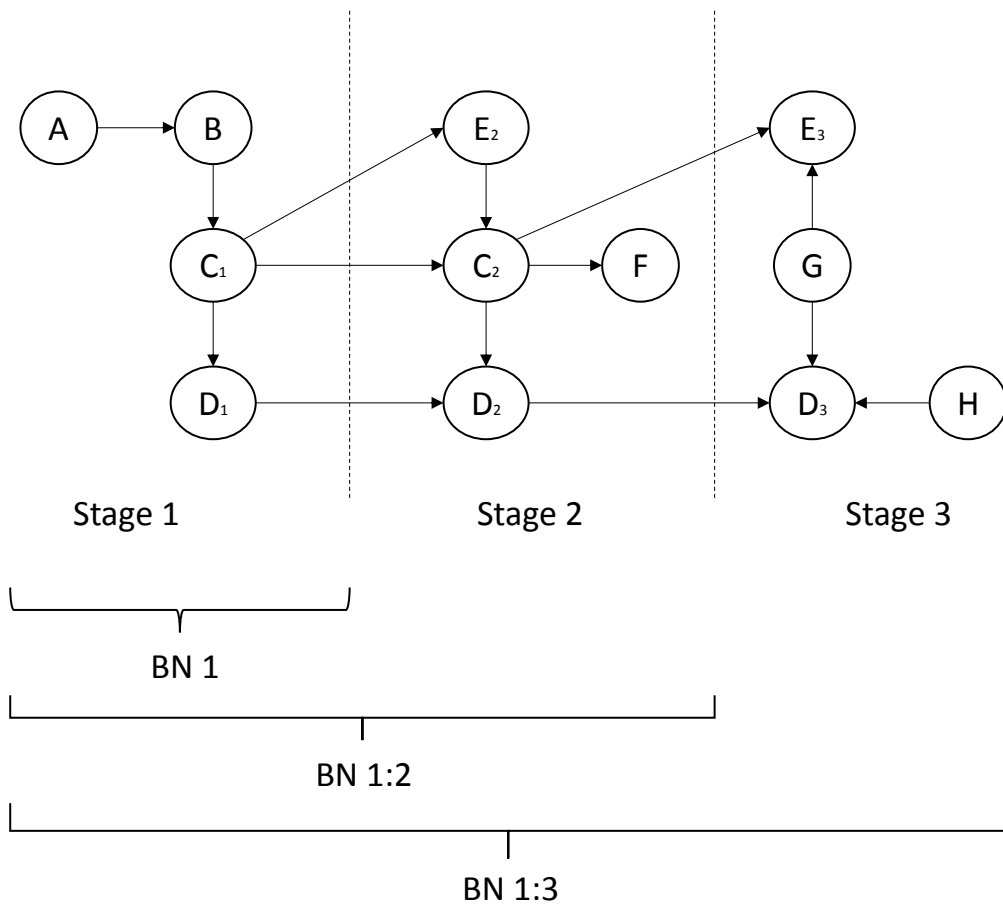 A B E₂ E₃
C₁ C₂ F G
D₁ D₂ D₃ H
Stage 1 Stage 2 Stage 3
BN 1
BN 1:2
BN 1:3